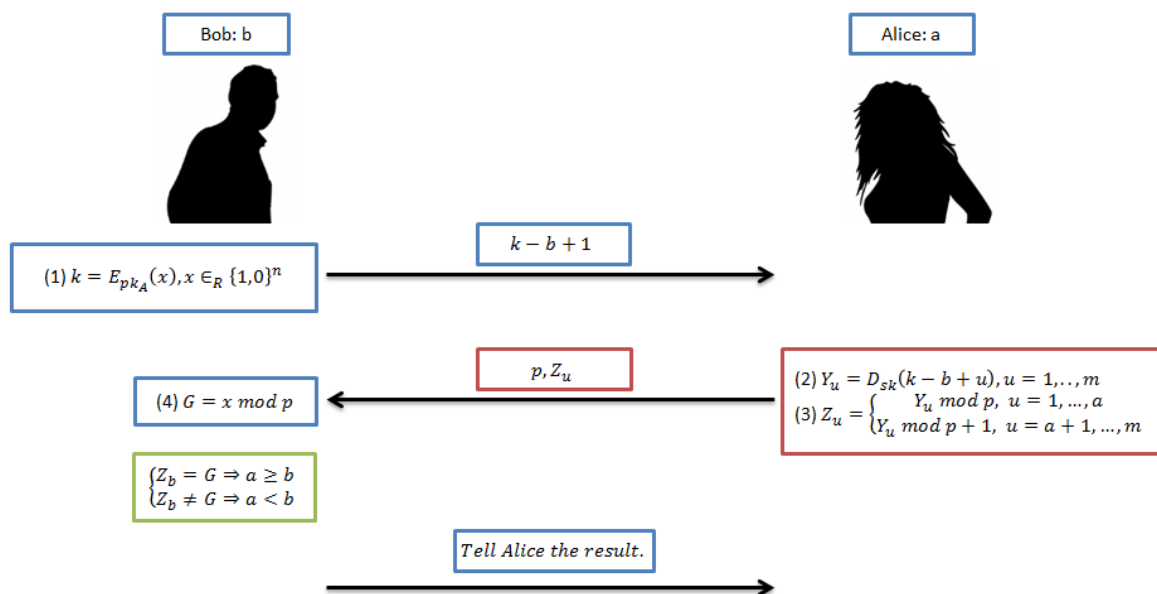 Bob: b
Alice: a
k − b + 1
(1) k = E_{pk_A}(x), x ∈_R {1,0}^n
p, Z_u
(2) Y_u = D_{sk}(k − b + u), u = 1,..,m
(3) Z_u = { Y_u mod p, u = 1, …, a
Y_u mod p + 1, u = a + 1, …, m
(4) G = x mod p
{ Z_b = G ⇒ a ≥ b
Z_b ≠ G ⇒ a < b
Tell Alice the result.